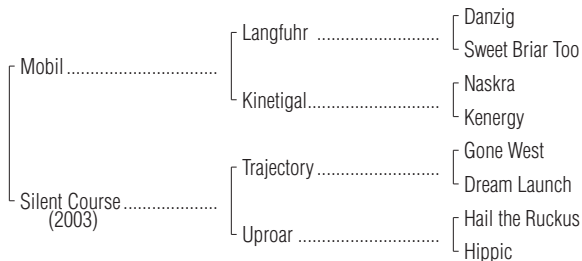 Danzig
Langfuhr ..................................
Sweet Briar Too
Mobil ................................
Naskra
Kinetigal............................
Kenergy
Gone West
Trajectory ..........................
Dream Launch
Silent Course ....................
(2003)
Hail the Ruckus
Uproar ..............................
Hippic